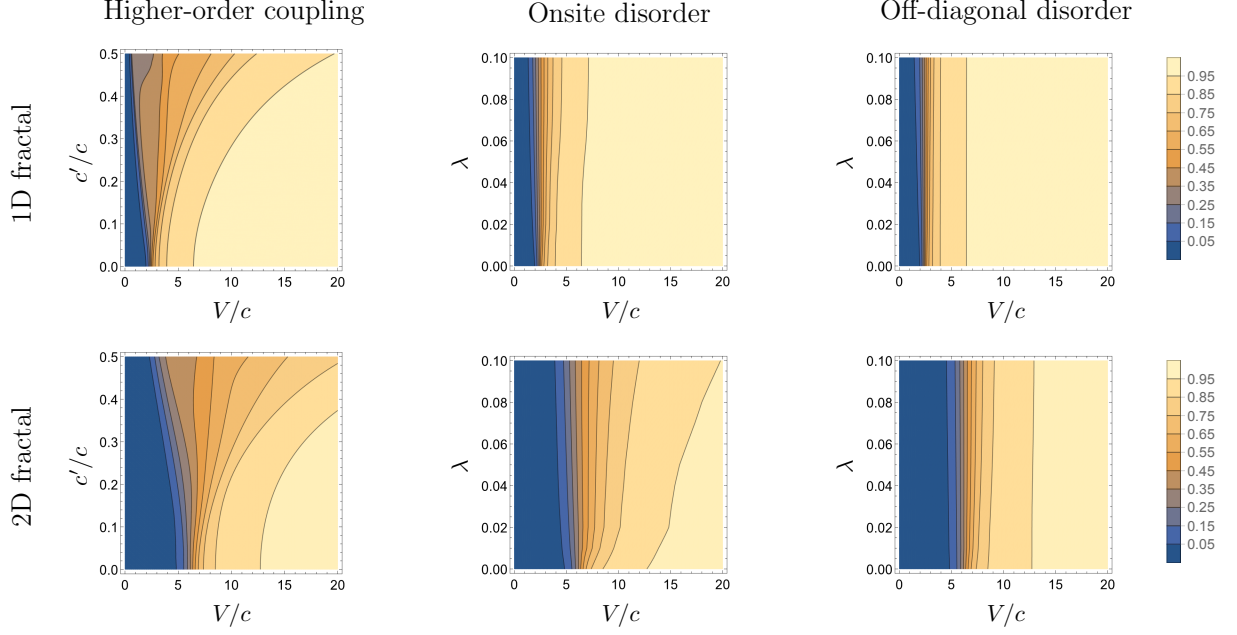 Higher-order coupling
Onsite disorder
Off-diagonal disorder
1D fractal
c′/c
0.5
0.4
0.3
0.2
0.1
0.0
0 5 10 15 20
V/c
λ
0.10
0.08
0.06
0.04
0.02
0.00
0 5 10 15 20
V/c
λ
0.10
0.08
0.06
0.04
0.02
0.00
0 5 10 15 20
V/c
0.95
0.85
0.75
0.65
0.55
0.45
0.35
0.25
0.15
0.05
2D fractal
c′/c
0.5
0.4
0.3
0.2
0.1
0.0
0 5 10 15 20
V/c
λ
0.10
0.08
0.06
0.04
0.02
0.00
0 5 10 15 20
V/c
λ
0.10
0.08
0.06
0.04
0.02
0.00
0 5 10 15 20
V/c
0.95
0.85
0.75
0.65
0.55
0.45
0.35
0.25
0.15
0.05